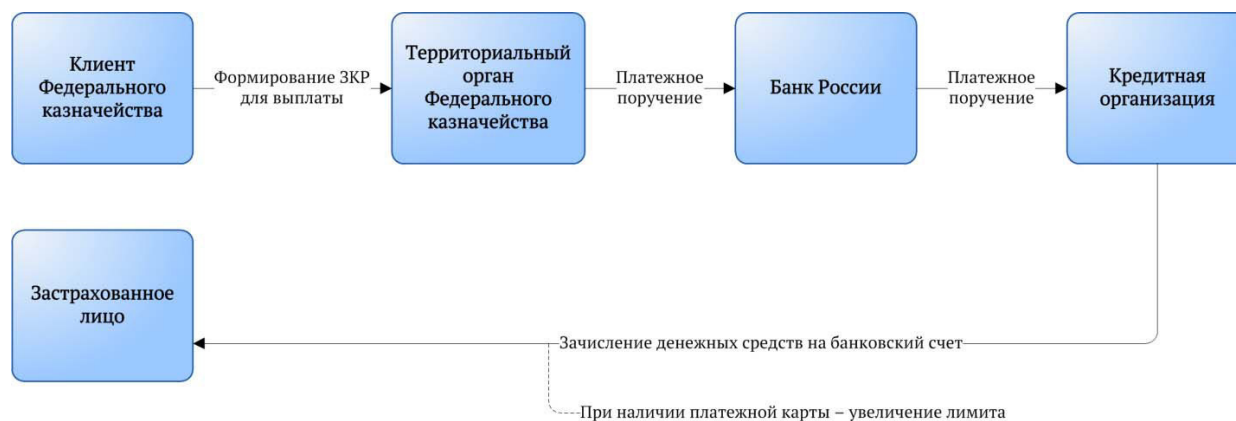 Клиент
Федерального
казначейства
Формирование ЗКР
для выплаты
Территориальный
орган
Федерального
казначейства
Платежное
поручение
Банк России
Платежное
поручение
Кредитная
организация
Застрахованное
лицо
Зачисление денежных средств на банковский счет
При наличии платежной карты – увеличение лимита